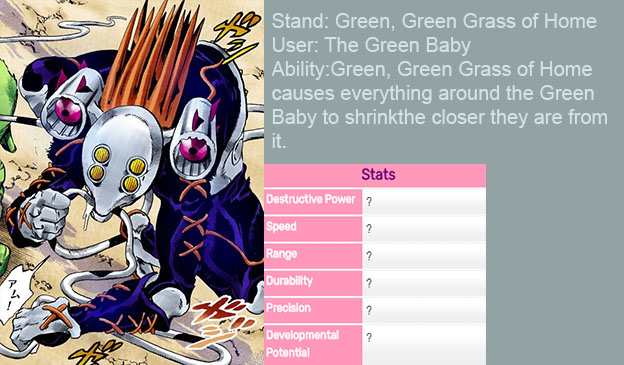 Stand: Green, Green Grass of Home
User: The Green Baby
Ability:Green, Green Grass of Home
causes everything around the Green
Baby to shrinkthe closer they are from
it.
Stats
Destructive Power ?
Speed ?
Range ?
Durability ?
Precision ?
Developmental
Potential ?
アム!